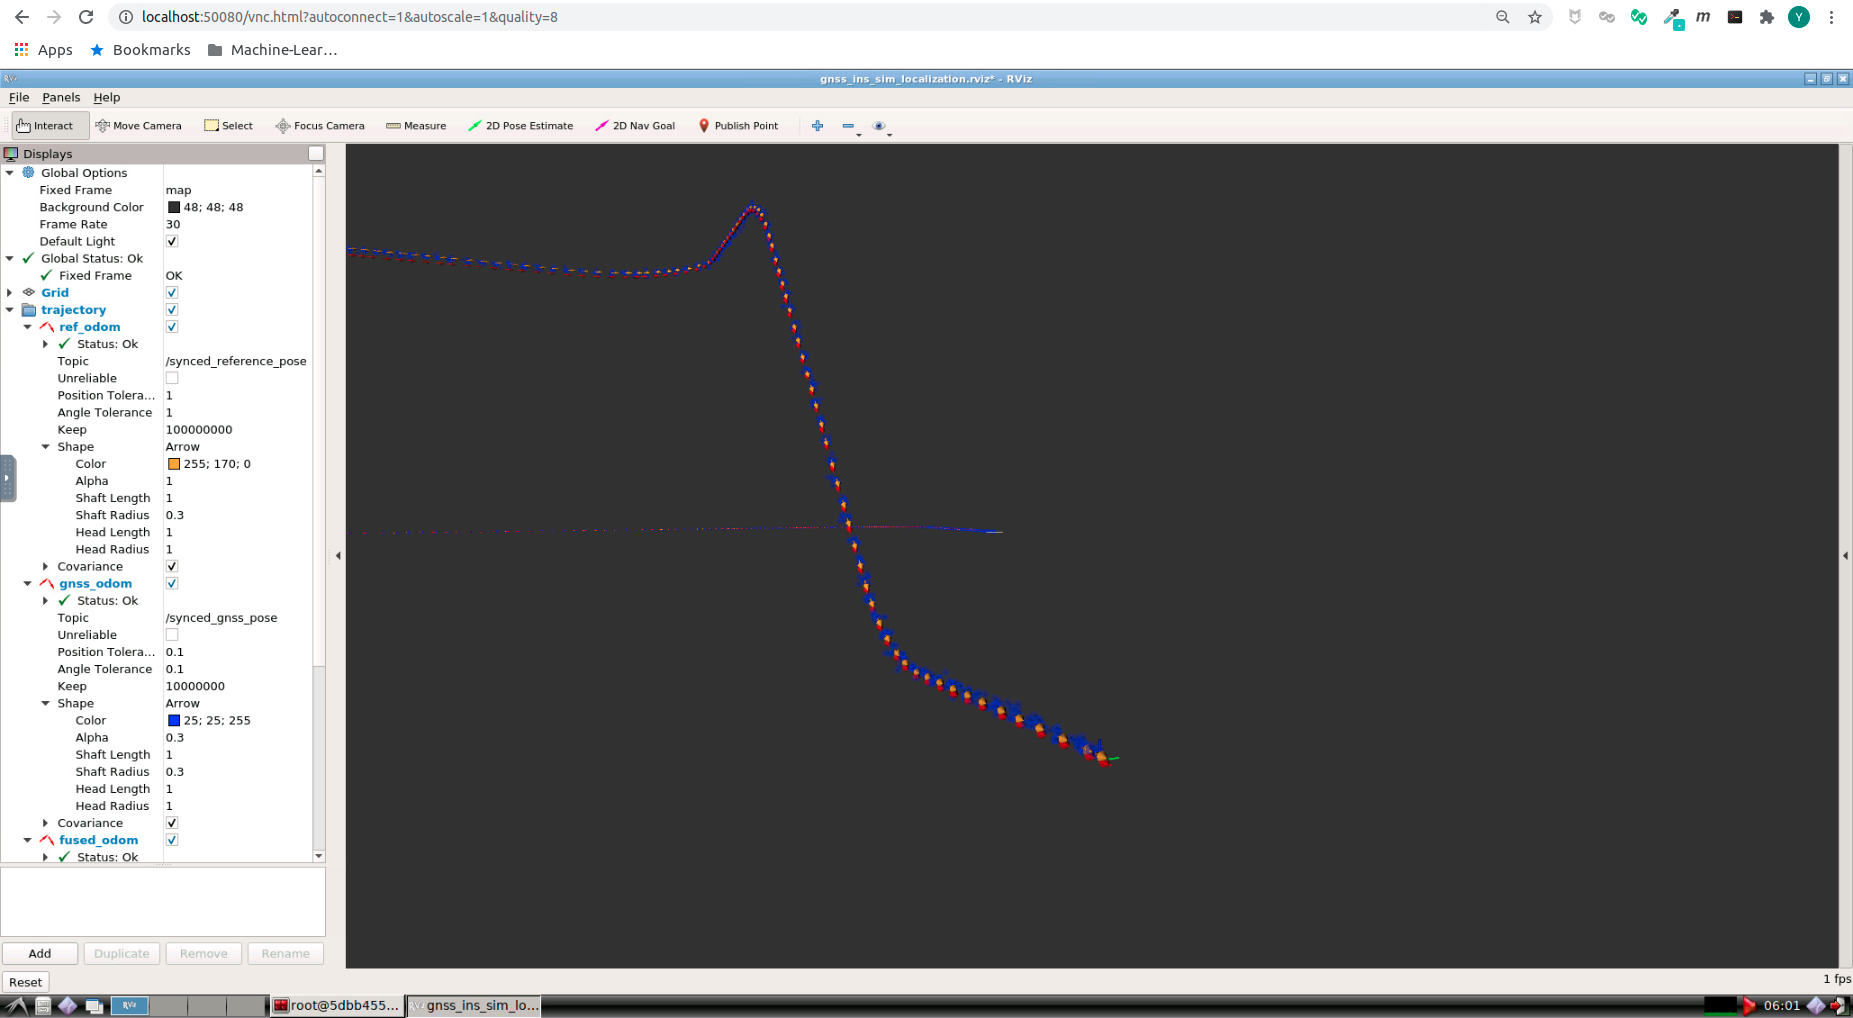 localhost:50080/vnc.html?autoconnect=1&autoscale=1&quality=8
Apps Bookmarks Machine-Lear…
gnss_ins_sim_localization.rviz* - RViz
File Panels Help
Interact Move Camera Select Focus Camera Measure 2D Pose Estimate 2D Nav Goal Publish Point
Displays
Global Options
Fixed Frame map
Background Color 48; 48; 48
Frame Rate 30
Default Light
Global Status: Ok
Fixed Frame OK
Grid
trajectory
ref_odom
Status: Ok
Topic /synced_reference_pose
Unreliable
Position Tolera... 1
Angle Tolerance 1
Keep 100000000
Shape Arrow
Color 255; 170; 0
Alpha 1
Shaft Length 1
Shaft Radius 0.3
Head Length 1
Head Radius 1
Covariance
gnss_odom
Status: Ok
Topic /synced_gnss_pose
Unreliable
Position Tolera... 0.1
Angle Tolerance 0.1
Keep 10000000
Shape Arrow
Color 25; 25; 255
Alpha 0.3
Shaft Length 1
Shaft Radius 0.3
Head Length 1
Head Radius 1
Covariance
fused_odom
Status: Ok
Add Duplicate Remove Rename
Reset
1 fps
RViz root@5dbb455... gnss_ins_sim_lo... 06:01